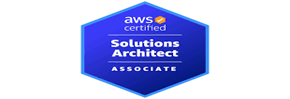 aws
certified
Solutions
Architect
ASSOCIATE